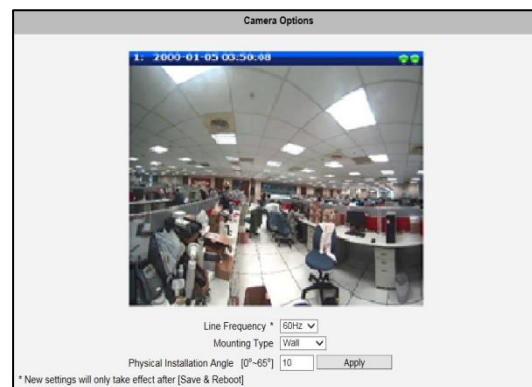 Camera Options
1: 2000-01-05 03:50:08
Line Frequency * 60Hz
Mounting Type Wall
Physical Installation Angle [0°~65°] 10 Apply
* New settings will only take effect after [Save & Reboot]